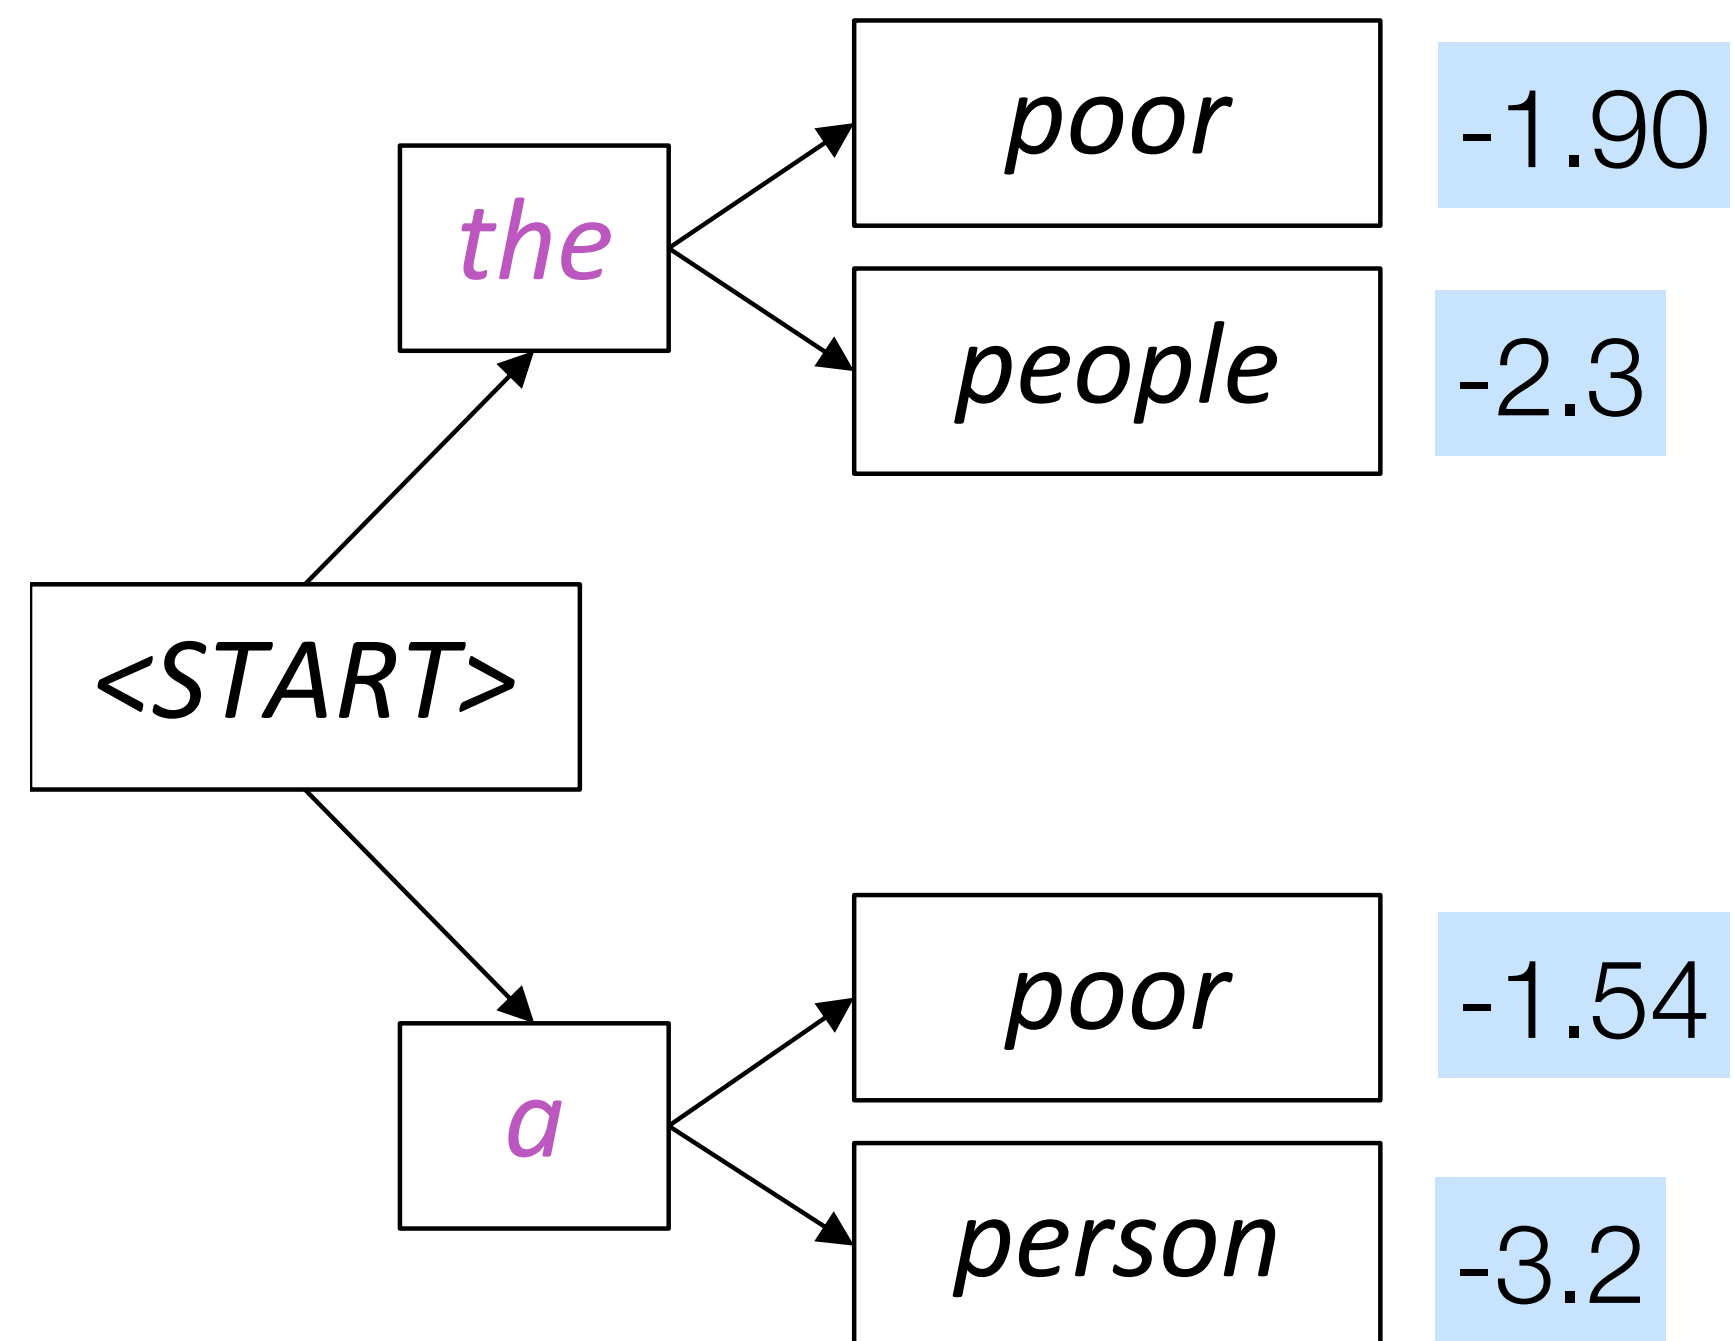 poor -1.90
the
people -2.3
<START>
poor -1.54
a
person -3.2